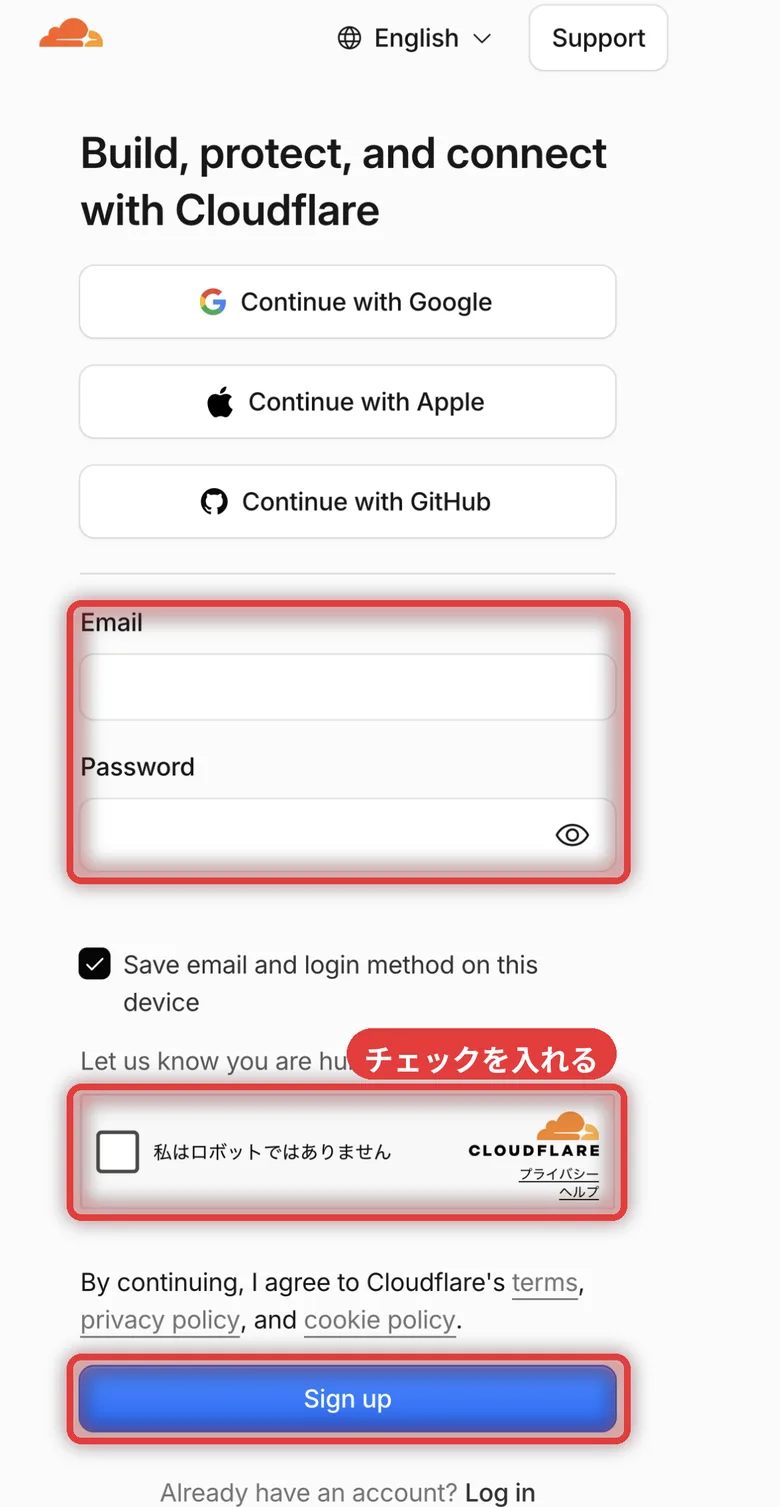 English
Support
Build, protect, and connect
with Cloudflare
Continue with Google
Continue with Apple
Continue with GitHub
Email
Password
Save email and login method on this
device
Let us know you are
チェックを入れる
私はロボットではありません
CLOUDFLARE
プライバシー
ヘルプ
By continuing, I agree to Cloudflare's terms,
privacy policy, and cookie policy.
Sign up
Already have an account? Log in